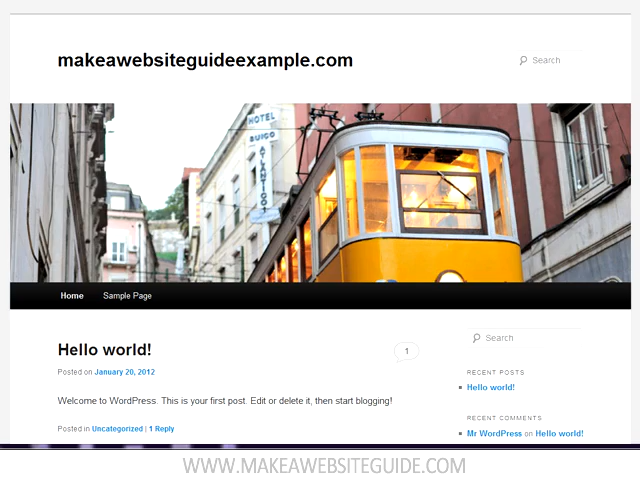 makeawebsiteguideexample.com
Search
HOTEL
SUIÇO
ATLANTICO
Home
Sample Page
Search
Hello world!
1
Posted on January 20, 2012
Welcome to WordPress. This is your first post. Edit or delete it, then start blogging!
Posted in Uncategorized | 1 Reply
RECENT POSTS
Hello world!
RECENT COMMENTS
Mr WordPress on Hello world!
WWW.MAKEAWEBSITEGUIDE.COM